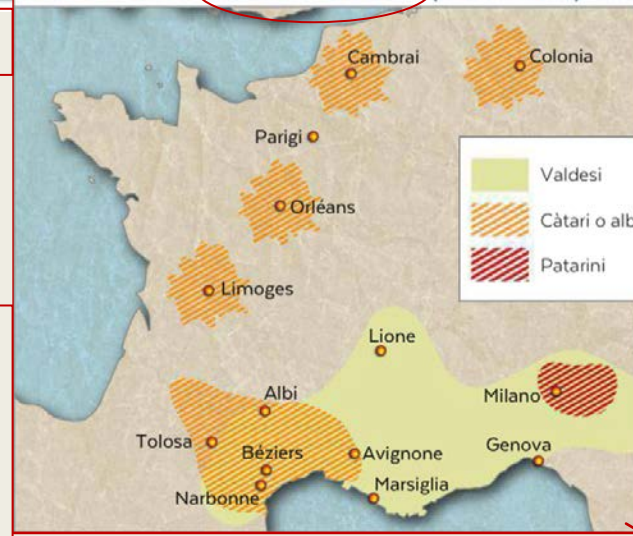 Cambrai
Colonia
Parigi
Valdesi
Orléans
Càtari o alb
Patarini
Limoges
Lione
Albi
Milano
Tolosa
Béziers
Avignone
Genova
Narbonne
Marsiglia